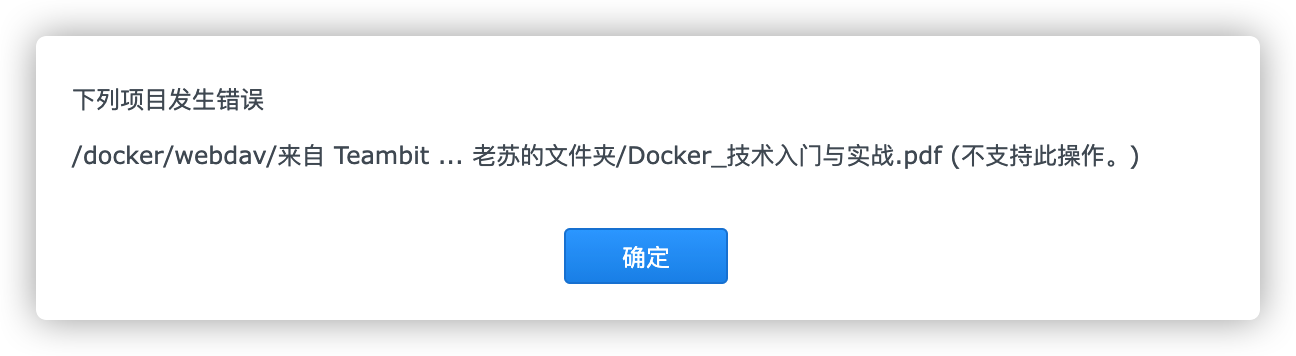 下列项目发生错误
/docker/webdav/来自 Teambit ... 老苏的文件夹/Docker_技术入门与实战.pdf (不支持此操作。)
确定